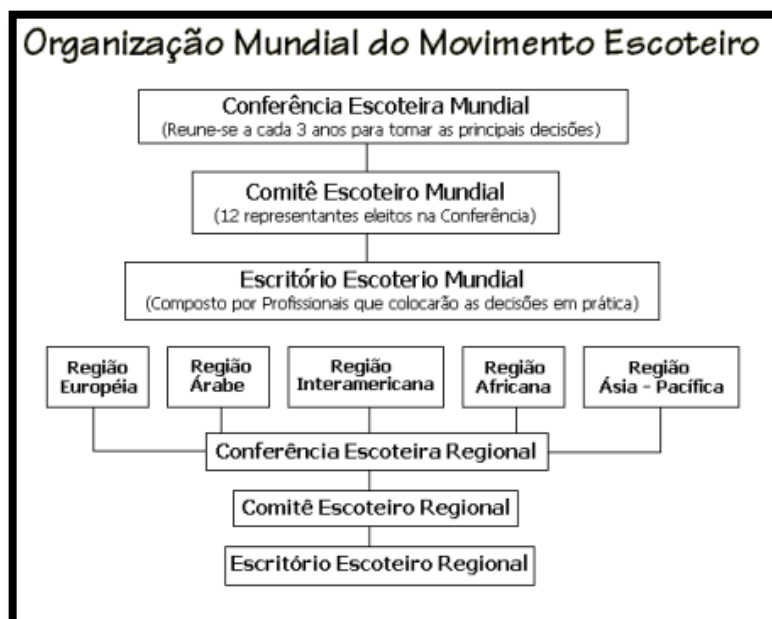 Organização Mundial do Movimento Escoteiro
Conferência Escoteira Mundial
(Reune-se a cada 3 anos para tomar as principais decisões)
Comitê Escoteiro Mundial
(12 representantes eleitos na Conferência)
Escritório Escoterio Mundial
(Composto por Profissionais que colocarão as decisões em prática)
Região
Européia
Região
Árabe
Região
Interamericana
Região
Africana
Região
Ásia - Pacífica
Conferência Escoteira Regional
Comitê Escoteiro Regional
Escritório Escoteiro Regional